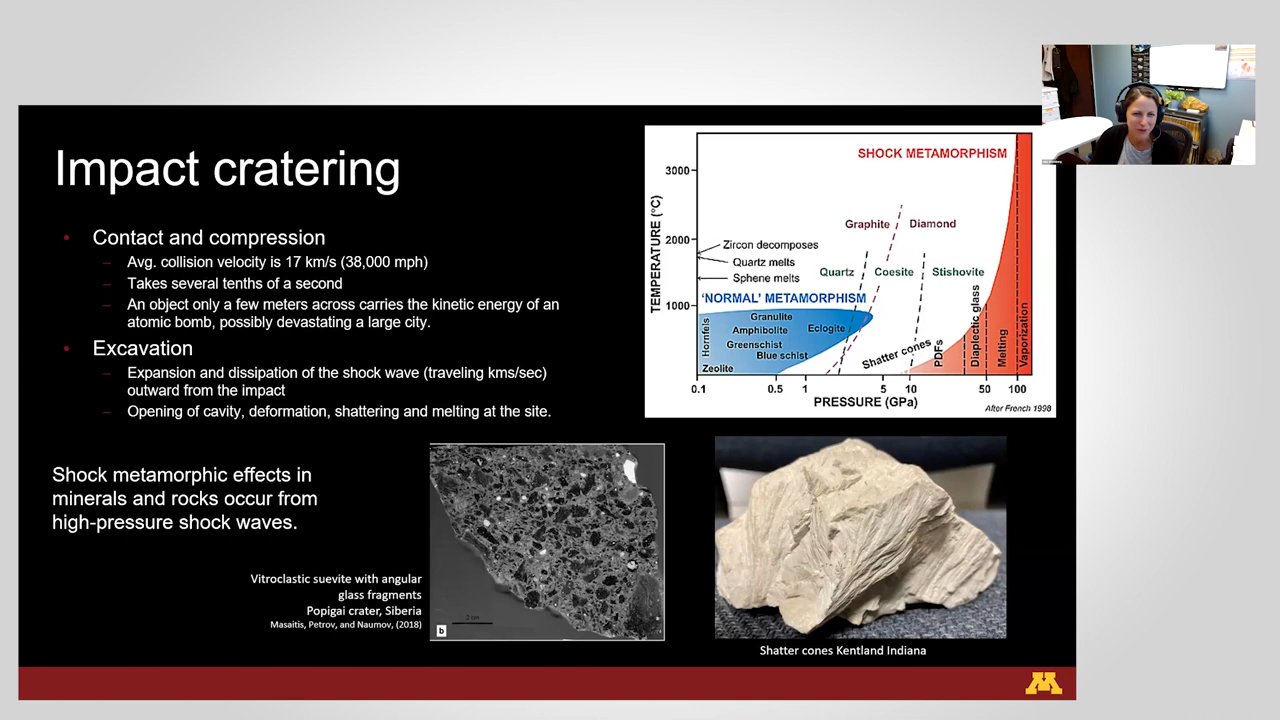 Impact cratering
• Contact and compression
– Avg. collision velocity is 17 km/s (38,000 mph)
– Takes several tenths of a second
– An object only a few meters across carries the kinetic energy of an
atomic bomb, possibly devastating a large city.
• Excavation
– Expansion and dissipation of the shock wave (traveling kms/sec)
outward from the impact
– Opening of cavity, deformation, shattering and melting at the site.
Shock metamorphic effects in
minerals and rocks occur from
high-pressure shock waves.
Vitroclastic suevite with angular
glass fragments
Popigai crater, Siberia
Masaitis, Petrov, and Naumov, (2018)
b
2 cm
SHOCK METAMORPHISM
TEMPERATURE (°C)
3000
2000
1000
Graphite
Diamond
Zircon decomposes
Quartz melts
Sphene melts
Quartz
Coesite
Stishovite
'NORMAL' METAMORPHISM
Hornfels
Granulite
Amphibolite
Eclogite
Greenschist
Blue schist
Zeolite
Shatter cones
PDFs
Diaplectic glass
Melting
Vaporization
0.1
0.5
1
5
10
50
100
PRESSURE (GPa)
After French 1998
Shatter cones Kentland Indiana
M